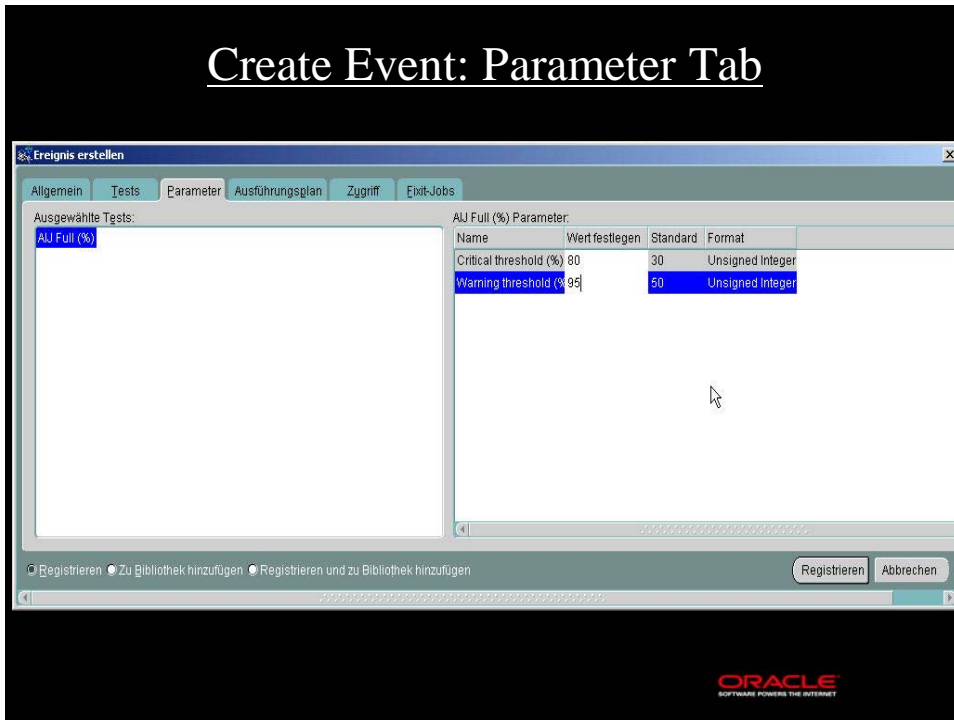 Create Event: Parameter Tab
Ereignis erstellen
Allgemein Tests Parameter Ausführungsplan Zugriff Fixit-Jobs
Ausgewählte Tests:
AIJ Full (%)
AIJ Full (%) Parameter:
Name Wert festlegen Standard Format
Critical threshold (%) 80 30 Unsigned Integer
Warning threshold (% 95 50 Unsigned Integer
Registrieren Zu Bibliothek hinzufügen Registrieren und zu Bibliothek hinzufügen
Registrieren Abbrechen
ORACLE
SOFTWARE POWERS THE INTERNET